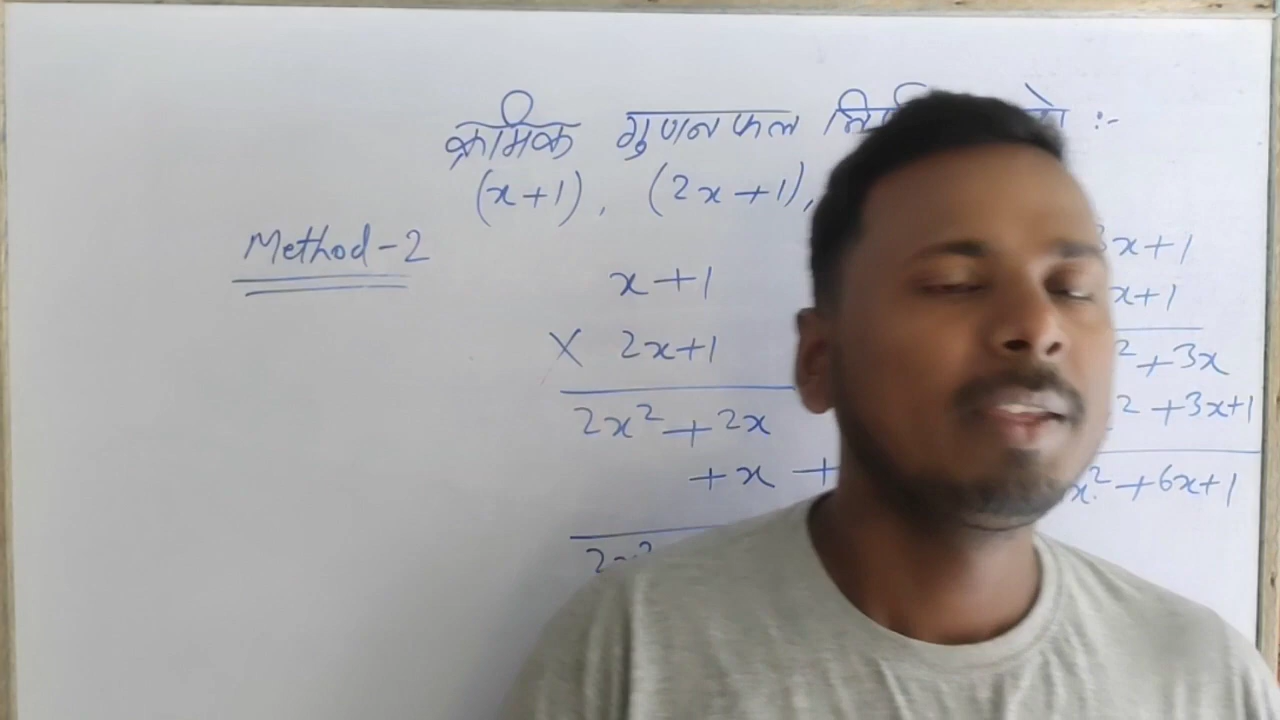 क्रमिक गुणनफल
(x+1), (2x+1),
Method-2
x+1
× 2x+1
2x² + 2x
+x +
2x²
3x+1
x+1
² +3x
² +3x+1
x² +6x+1